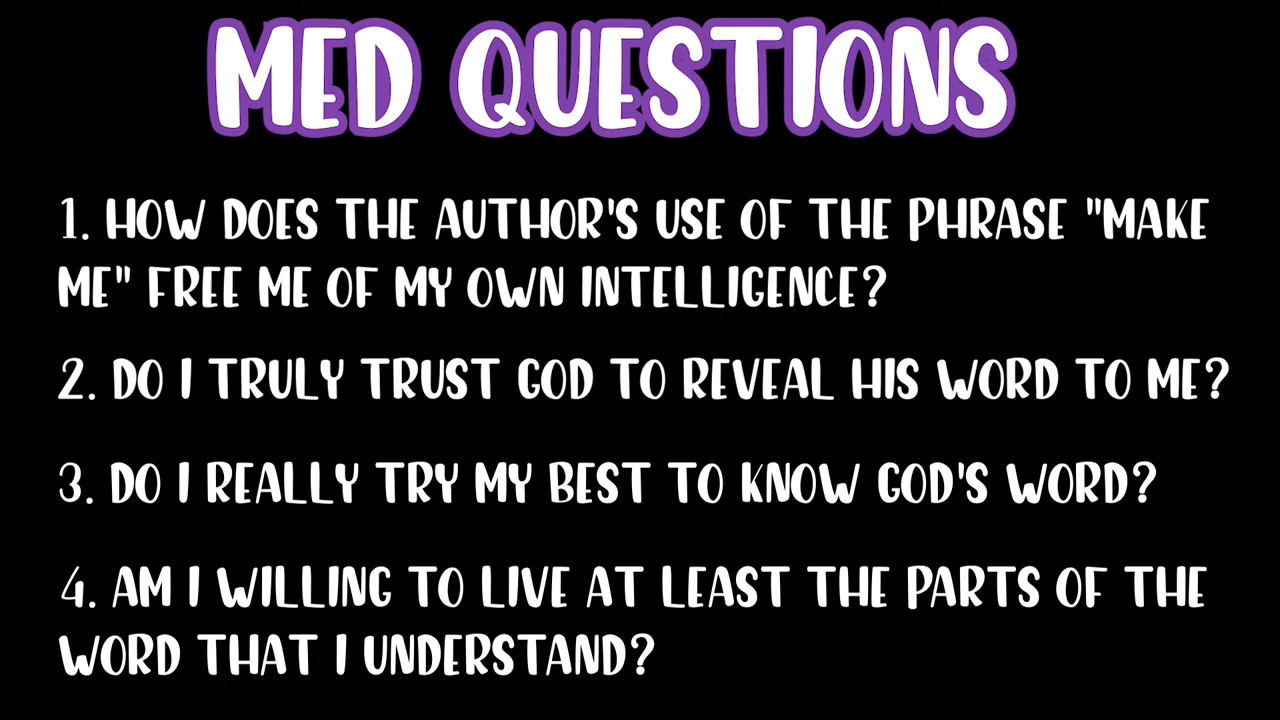 MED QUESTIONS
1. HOW DOES THE AUTHOR'S USE OF THE PHRASE "MAKE
ME" FREE ME OF MY OWN INTELLIGENCE?
2. DO I TRULY TRUST GOD TO REVEAL HIS WORD TO ME?
3. DO I REALLY TRY MY BEST TO KNOW GOD'S WORD?
4. AM I WILLING TO LIVE AT LEAST THE PARTS OF THE
WORD THAT I UNDERSTAND?